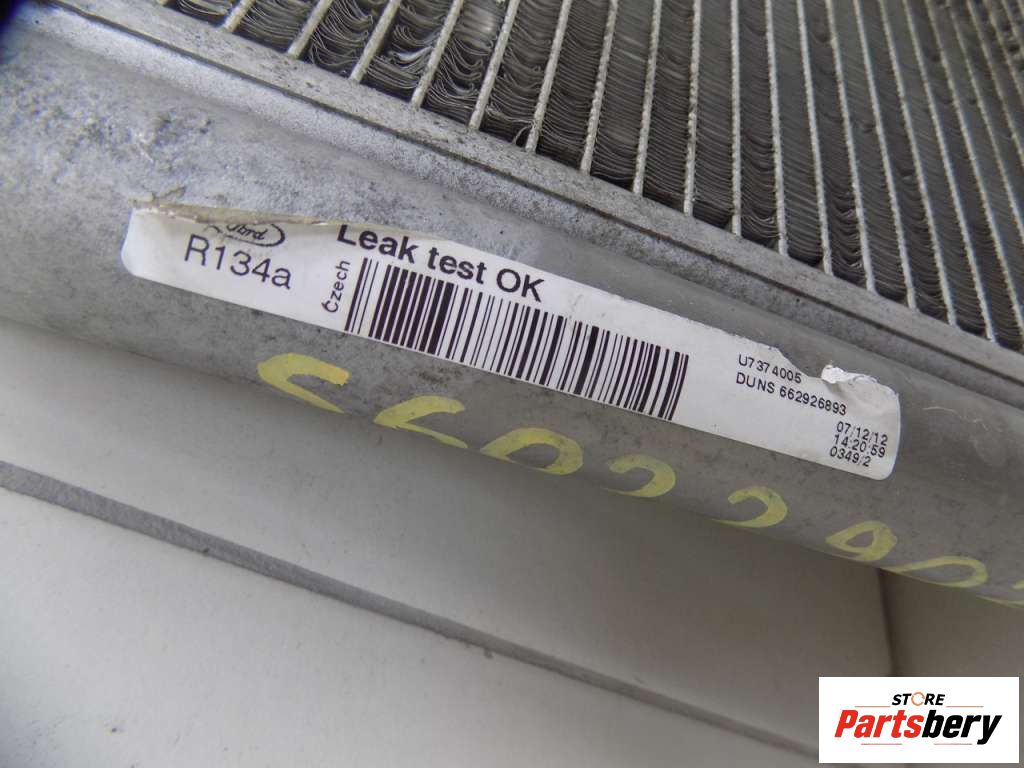 Ford
R134a
Czech
Leak test OK
U7374005
DUNS 662926893
07/12/12
14:20:59
0349/2
STORE
Partsbery